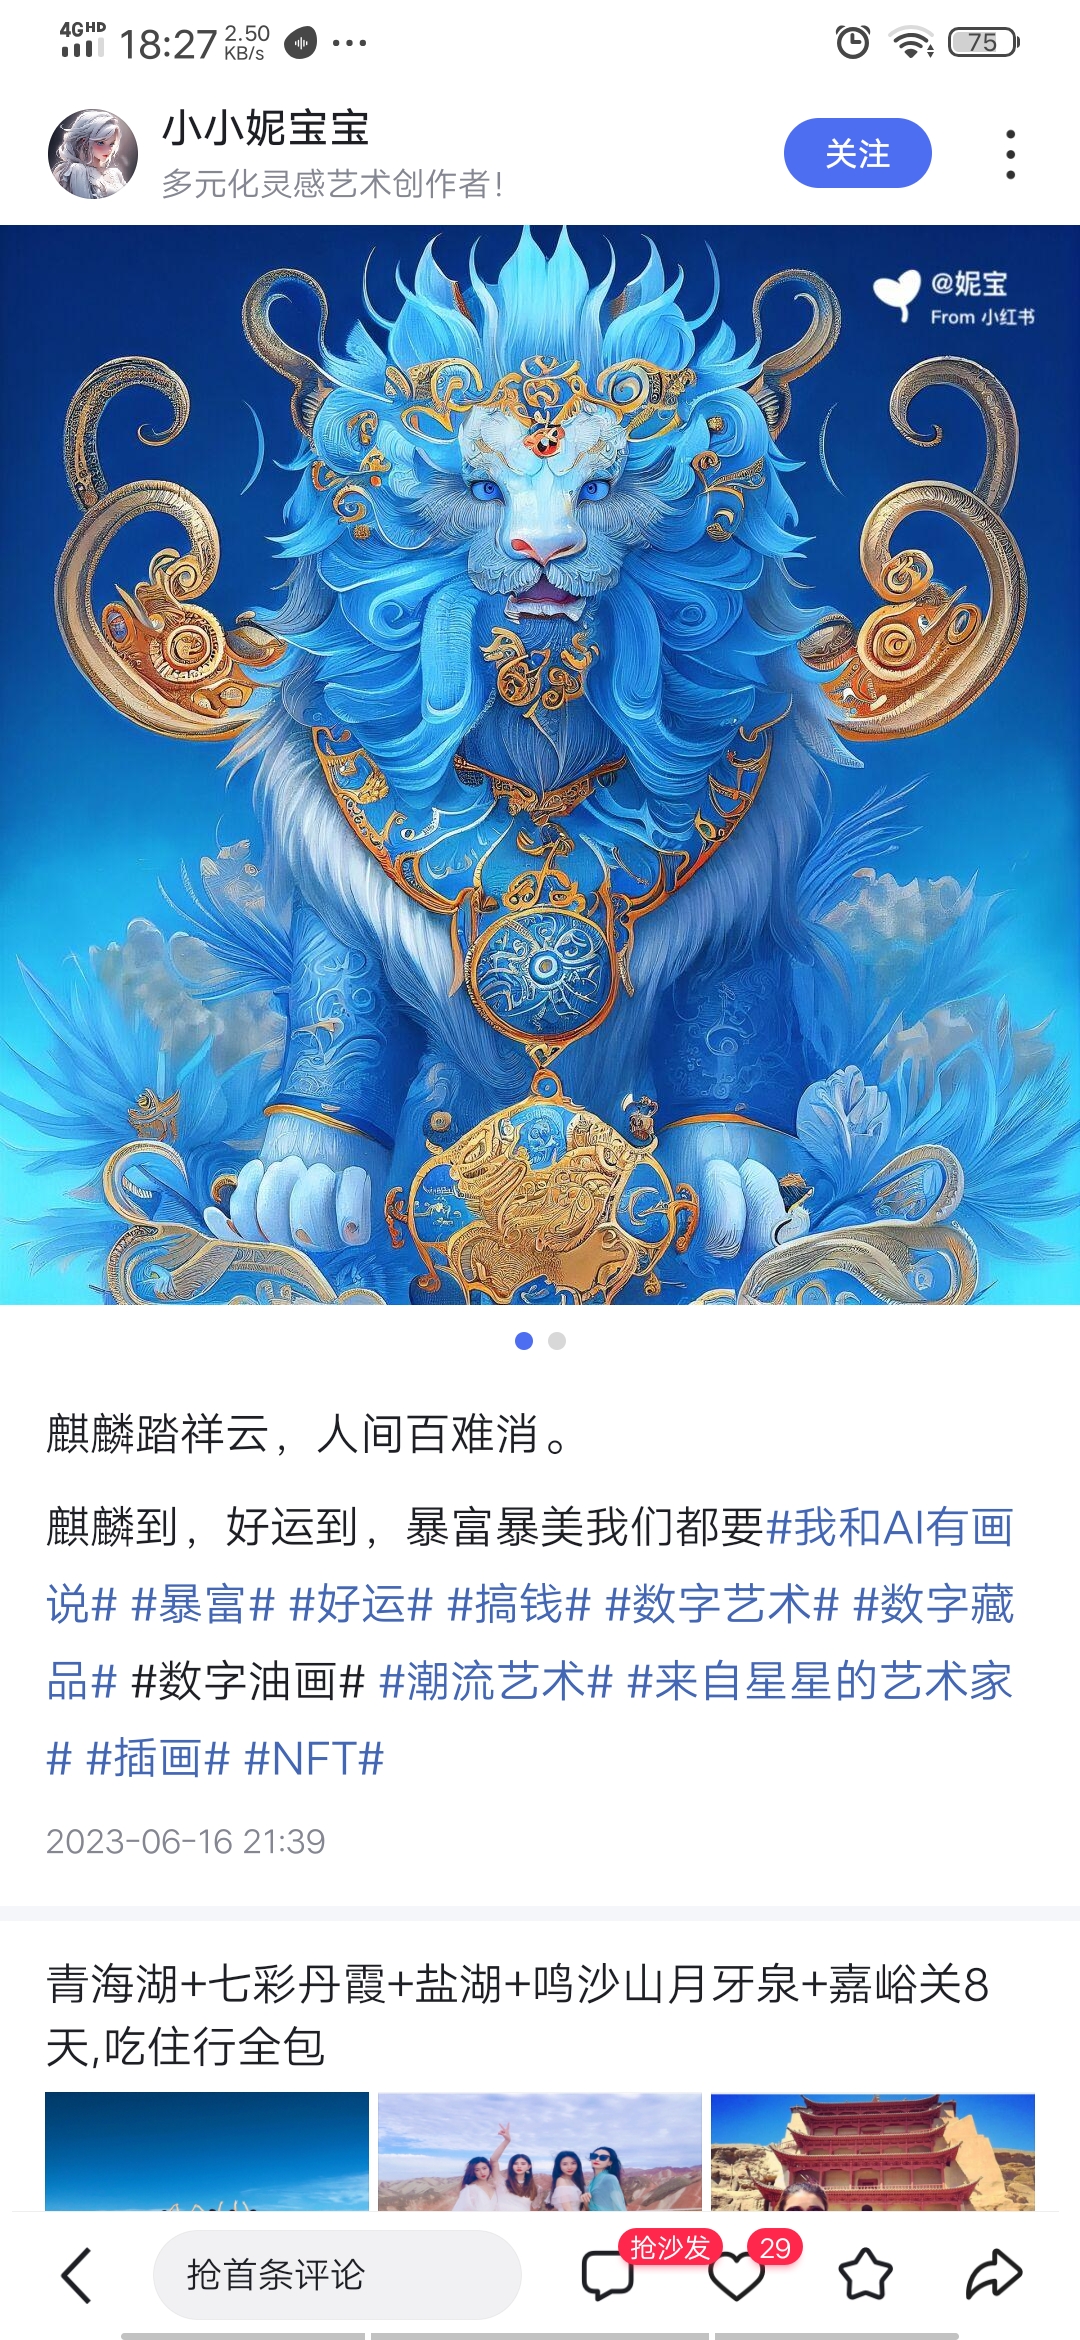 4G HD 18:27 2.50 KB/s 75
小小妮宝宝
多元化灵感艺术创作者!
关注
@妮宝
From 小红书
麒麟踏祥云，人间百难消。
麒麟到，好运到，暴富暴美我们都要#我和AI有画
说# #暴富# #好运# #搞钱# #数字艺术# #数字藏
品# #数字油画# #潮流艺术# #来自星星的艺术家
# #插画# #NFT#
2023-06-16 21:39
青海湖+七彩丹霞+盐湖+鸣沙山月牙泉+嘉峪关8
天,吃住行全包
抢首条评论
抢沙发
29